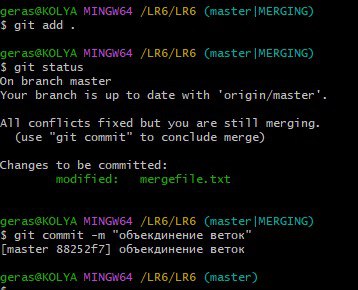 geras@KOLYA MINGW64 /LR6/LR6 (master|MERGING)
$ git add .
geras@KOLYA MINGW64 /LR6/LR6 (master|MERGING)
$ git status
On branch master
Your branch is up to date with 'origin/master'.
All conflicts fixed but you are still merging.
(use "git commit" to conclude merge)
Changes to be committed:
modified: mergefile.txt
geras@KOLYA MINGW64 /LR6/LR6 (master|MERGING)
$ git commit -m "объекдинение веток"
[master 88252f7] объекдинение веток
geras@KOLYA MINGW64 /LR6/LR6 (master)
$